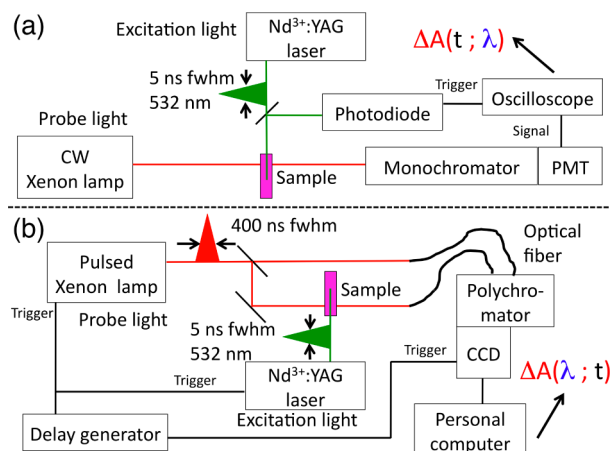 (a)
Excitation light
Nd³⁺:YAG
laser
ΔA(t ; λ)
5 ns fwhm
532 nm
Trigger
Oscilloscope
Photodiode
Probe light
Signal
CW
Xenon lamp
Sample
Monochromator
PMT
(b)
400 ns fwhm
Optical
fiber
Pulsed
Xenon lamp
Sample
Polychro-
mator
Trigger
Probe light
5 ns fwhm
532 nm
Trigger
CCD
Trigger
Nd³⁺:YAG
laser
ΔA(λ ; t)
Excitation light
Delay generator
Personal
computer